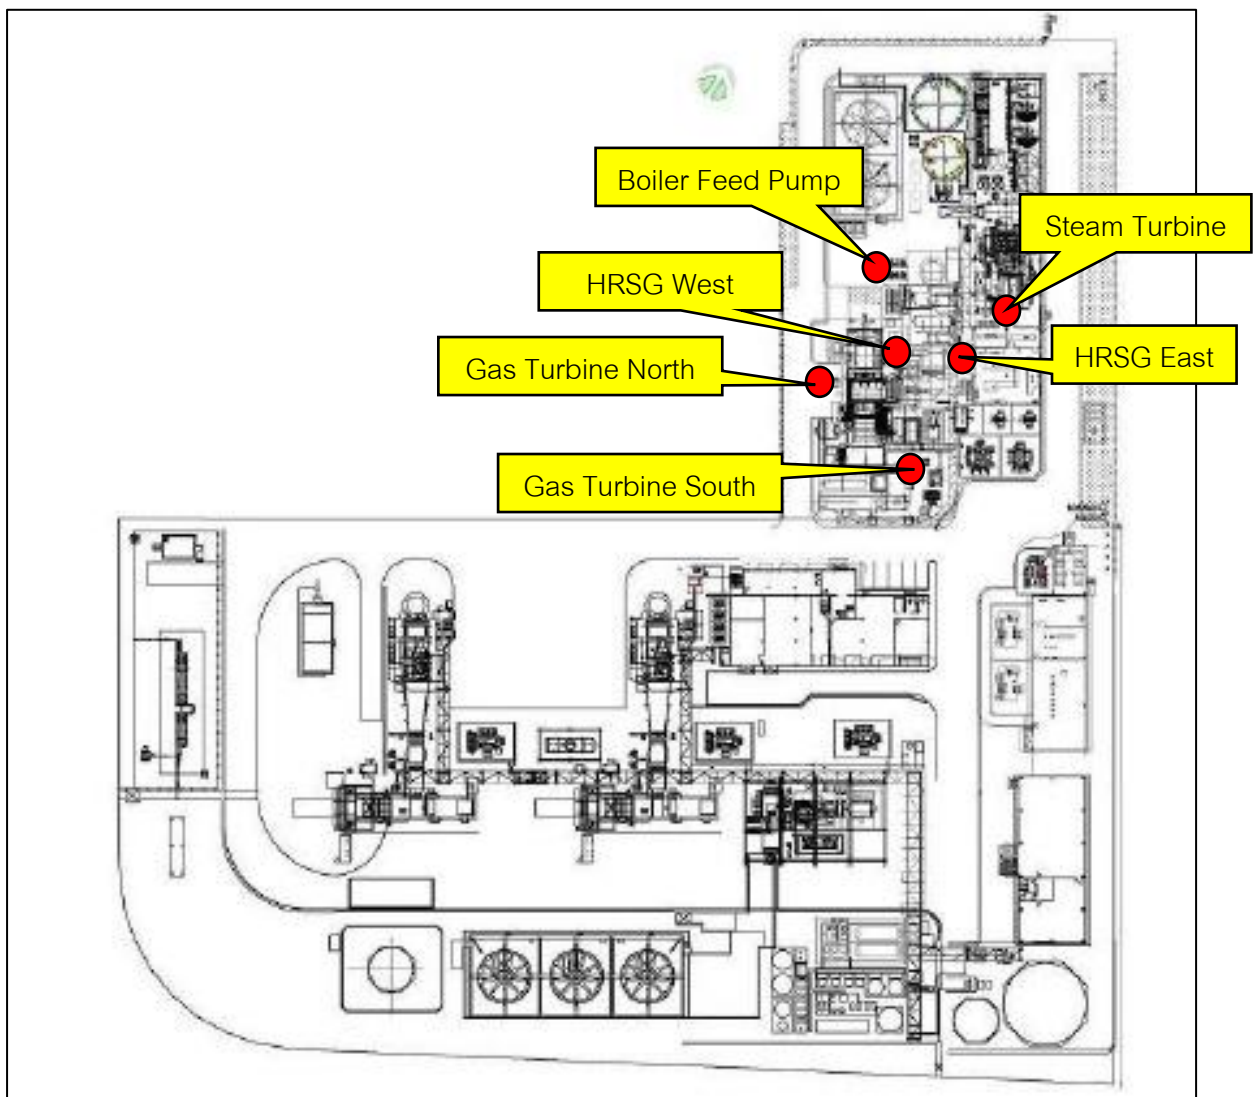 Boiler Feed Pump
Steam Turbine
HRSG West
HRSG East
Gas Turbine North
Gas Turbine South